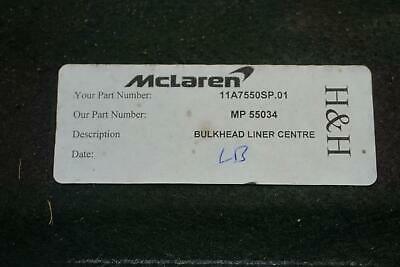 McLaren
Your Part Number: 11A7550SP.01
Our Part Number: MP 55034
Description BULKHEAD LINER CENTRE
Date: LB
H&H